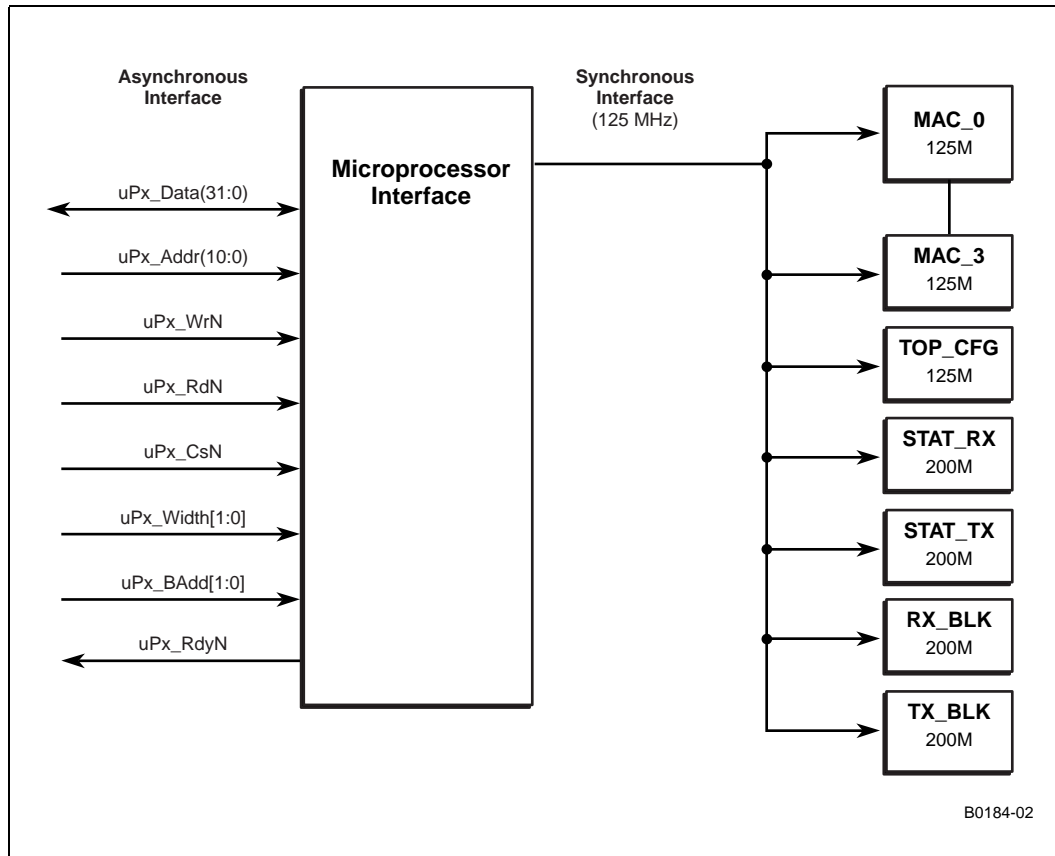 Asynchronous
Interface
Synchronous
Interface
(125 MHz)
Microprocessor
Interface
uPx_Data(31:0)
uPx_Addr(10:0)
uPx_WrN
uPx_RdN
uPx_CsN
uPx_Width[1:0]
uPx_BAdd[1:0]
uPx_RdyN
MAC_0
125M
MAC_3
125M
TOP_CFG
125M
STAT_RX
200M
STAT_TX
200M
RX_BLK
200M
TX_BLK
200M
B0184-02